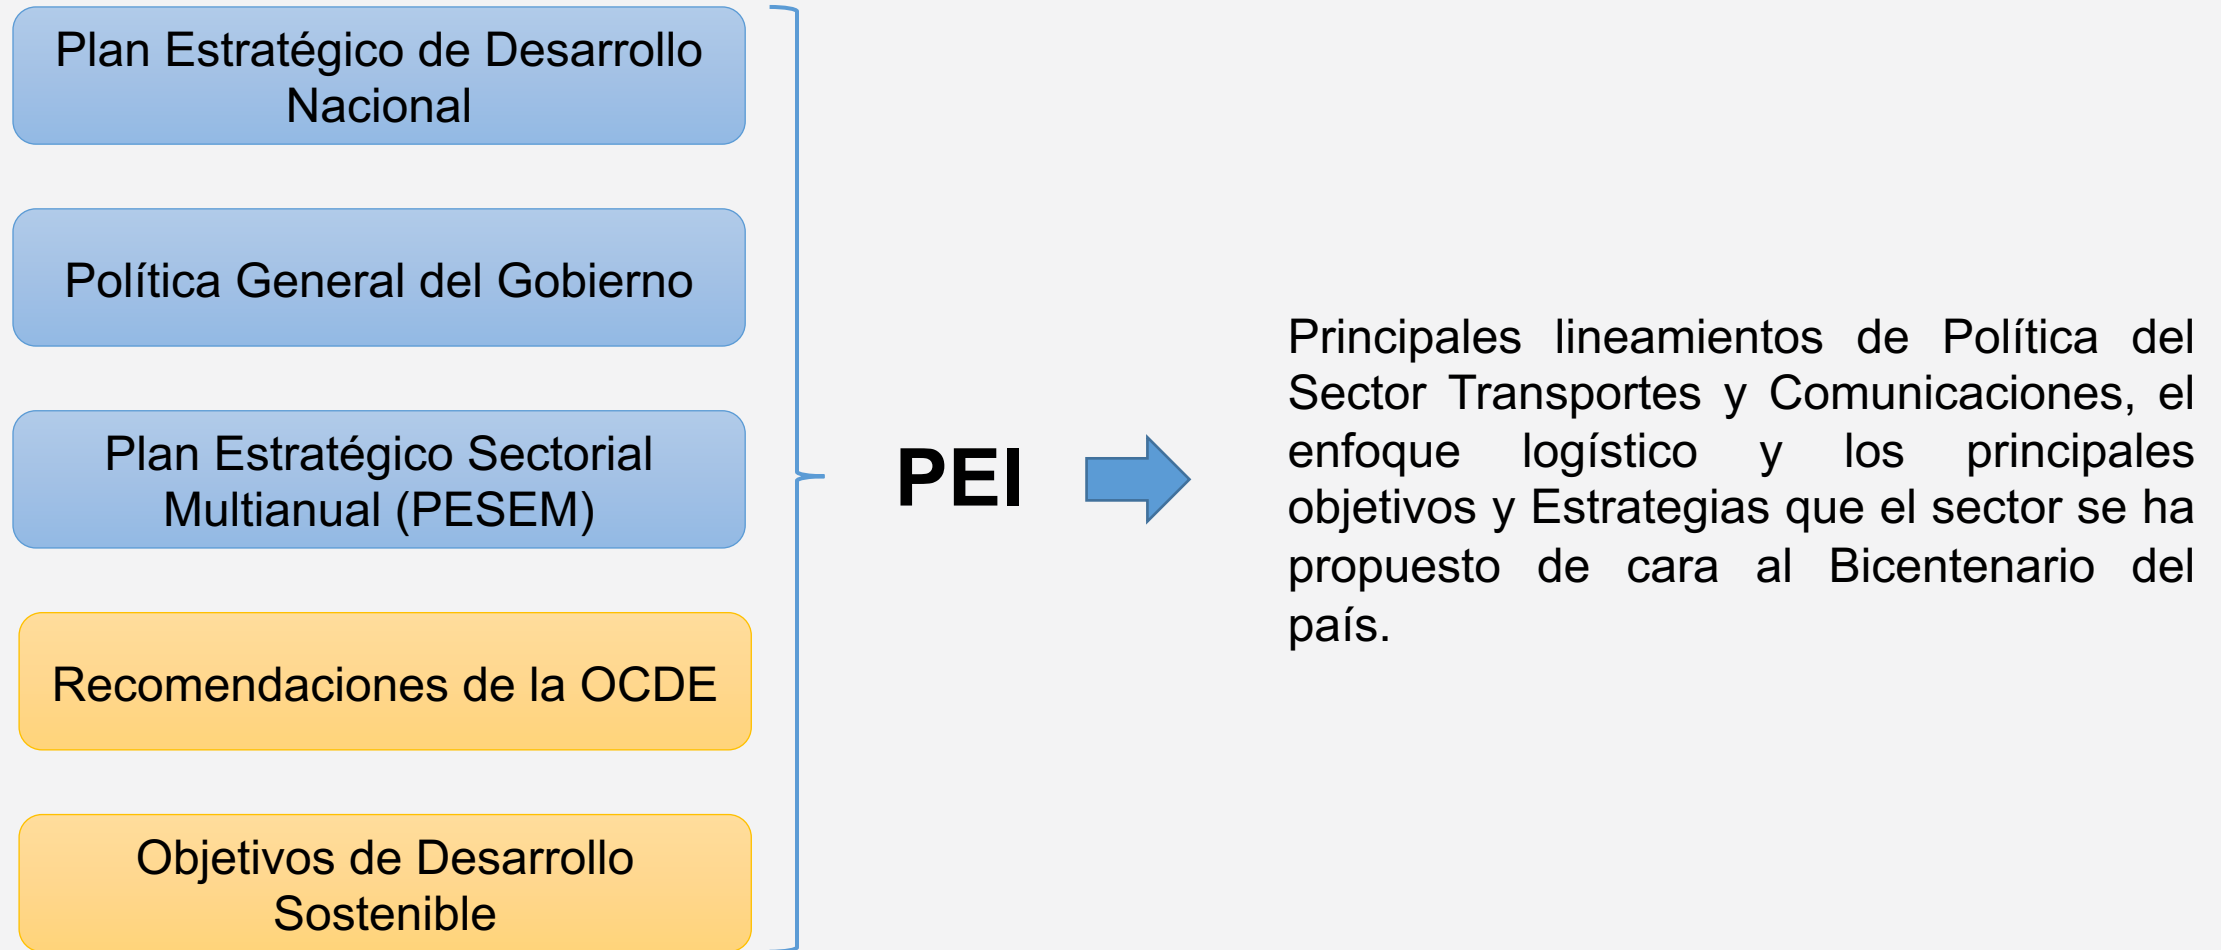 Plan Estratégico de Desarrollo
Nacional
Política General del Gobierno
Plan Estratégico Sectorial
Multianual (PESEM)
Recomendaciones de la OCDE
Objetivos de Desarrollo
Sostenible
PEI
Principales lineamientos de Política del
Sector Transportes y Comunicaciones, el
enfoque logístico y los principales
objetivos y Estrategias que el sector se ha
propuesto de cara al Bicentenario del
país.